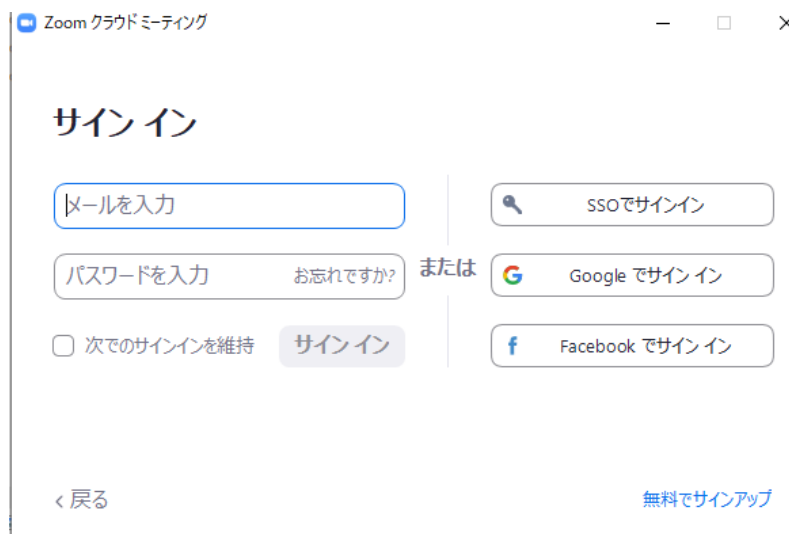 Zoom クラウドミーティング
サイン イン
メールを入力
パスワードを入力 お忘れですか?
次でのサインインを維持 サイン イン
または
SSOでサインイン
Google でサイン イン
Facebook でサイン イン
< 戻る
無料でサインアップ